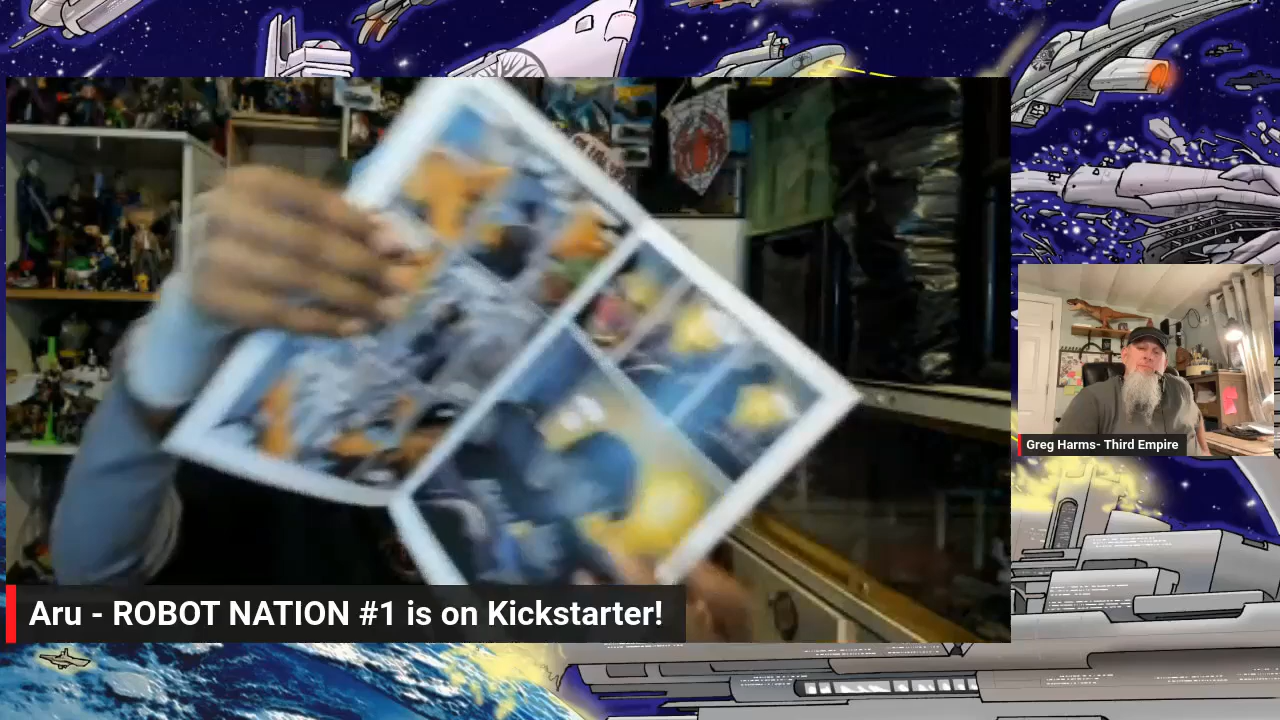 Greg Harms- Third Empire
Aru - ROBOT NATION #1 is on Kickstarter!